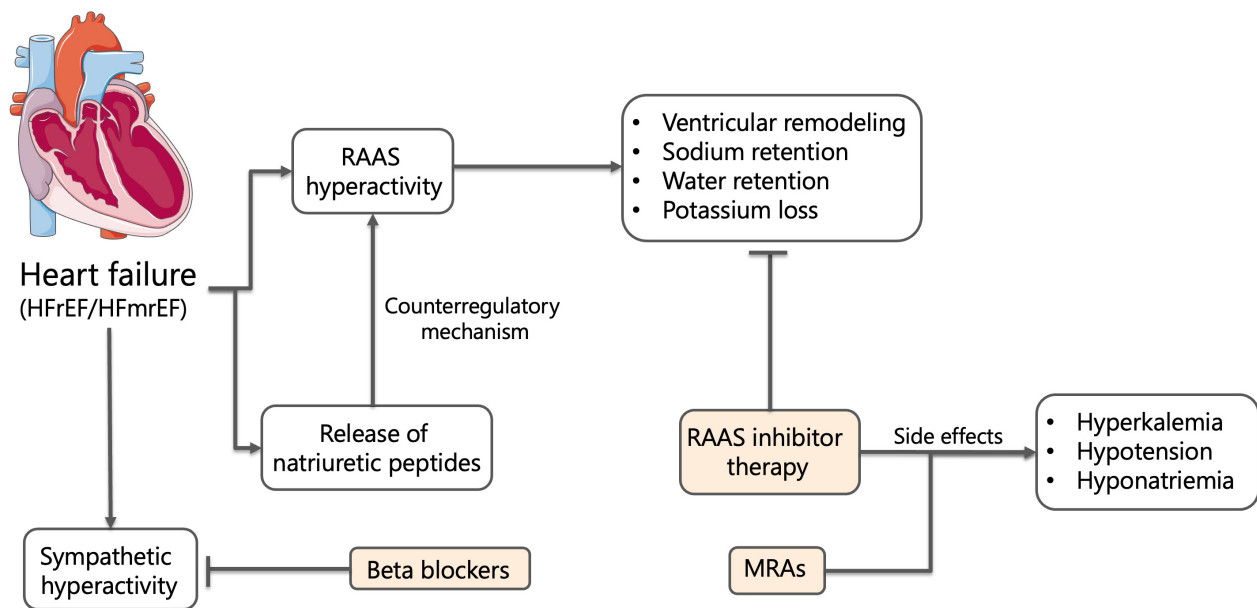 RAAS
hyperactivity
• Ventricular remodeling
• Sodium retention
• Water retention
• Potassium loss
Heart failure
(HFrEF/HFmrEF)
Counterregulatory
mechanism
Release of
natriuretic peptides
RAAS inhibitor
therapy
Side effects
• Hyperkalemia
• Hypotension
• Hyponatriemia
Sympathetic
hyperactivity
Beta blockers
MRAs